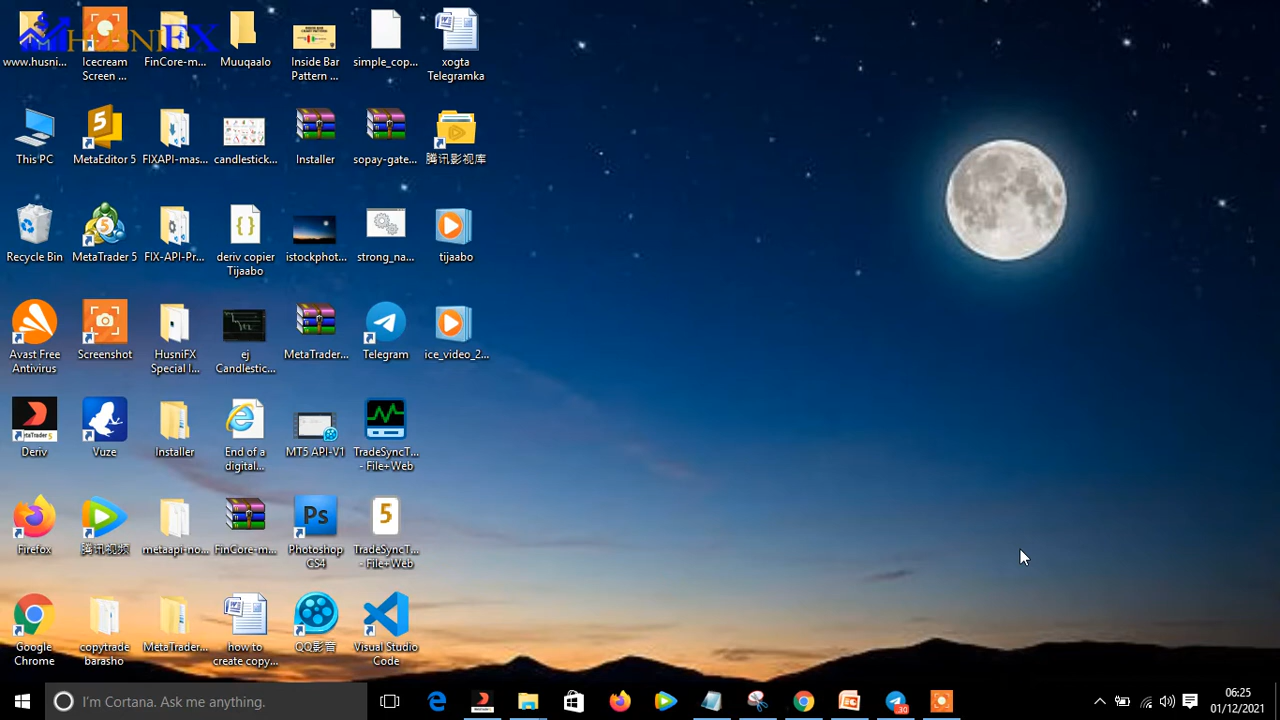 HUSNIFX
www.husni...
Icecream
Screen ...
FinCore-m...
Muuqaalo
Inside Bar
Pattern ...
simple_cop...
xogta
Telegramka
This PC
MetaEditor 5
FIXAPI-mas...
candlestick...
Installer
sopay-gate...
腾讯影视库
Recycle Bin
MetaTrader 5
FIX-API-Pr...
deriv copier
Tijaabo
istockphot...
strong_na...
tijaabo
Avast Free
Antivirus
Screenshot
HusniFX
Special I...
ej
Candlestic...
MetaTrader...
Telegram
ice_video_2...
Deriv
Vuze
Installer
End of a
digital...
MT5 API-V1
TradeSyncT...
- File+Web
Firefox
腾讯视频
metaapi-no...
FinCore-m...
Photoshop
CS4
TradeSyncT...
- File+Web
Google
Chrome
copytrade
barasho
MetaTrader...
how to
create copy...
QQ影音
Visual Studio
Code
I'm Cortana. Ask me anything.
30
06:25
01/12/2021